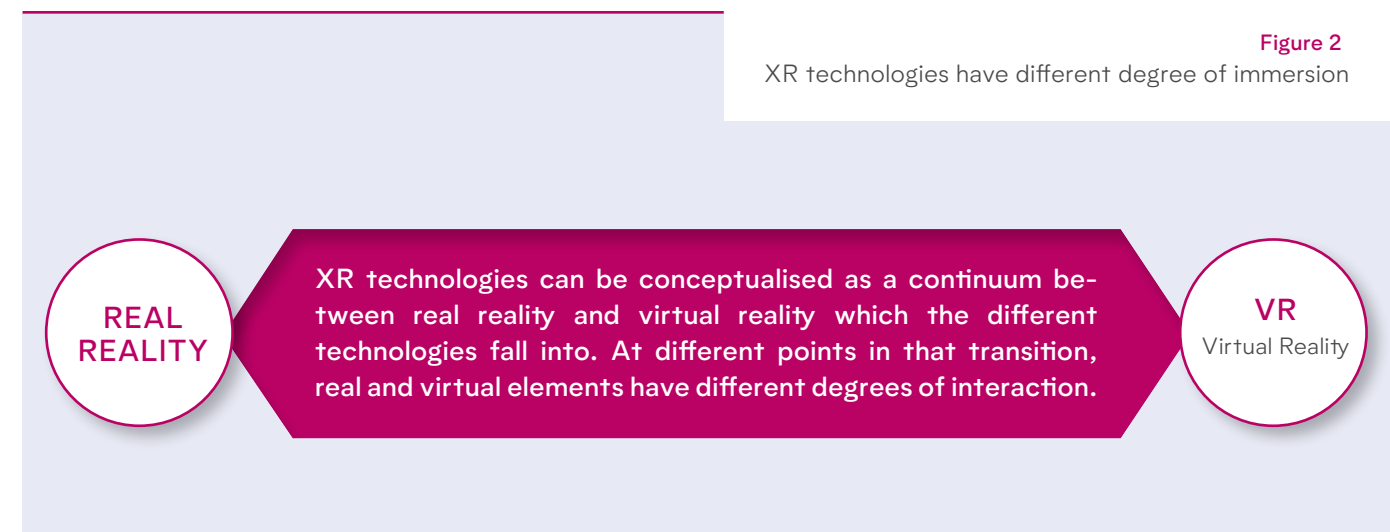 Figure 2
XR technologies have different degree of immersion
REAL
REALITY
XR technologies can be conceptualised as a continuum be-
tween real reality and virtual reality which the different
technologies fall into. At different points in that transition,
real and virtual elements have different degrees of interaction.
VR
Virtual Reality